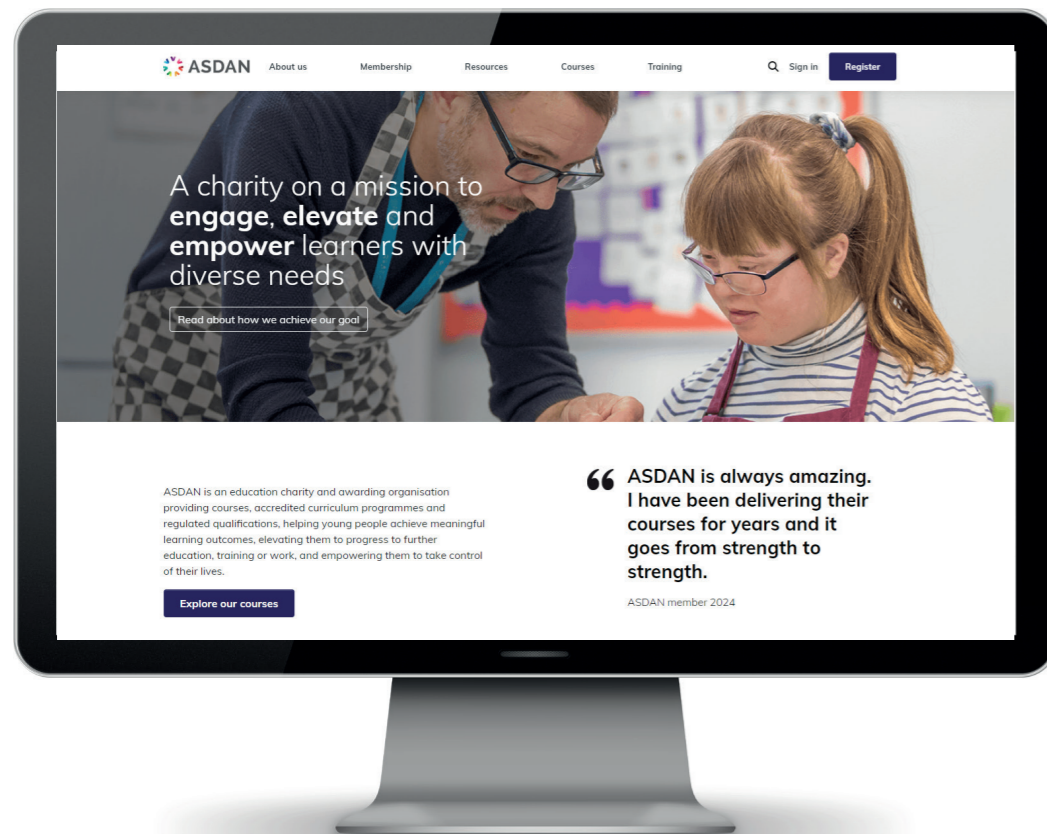 ASDAN
About us Membership Resources Courses Training Sign in Register
A charity on a mission to
engage, elevate and
empower learners with
diverse needs
Read about how we achieve our goal
ASDAN is an education charity and awarding organisation
providing courses, accredited curriculum programmes and
regulated qualifications, helping young people achieve meaningful
learning outcomes, elevating them to progress to further
education, training or work, and empowering them to take control
of their lives.
Explore our courses
“ ASDAN is always amazing.
I have been delivering their
courses for years and it
goes from strength to
strength.
ASDAN member 2024